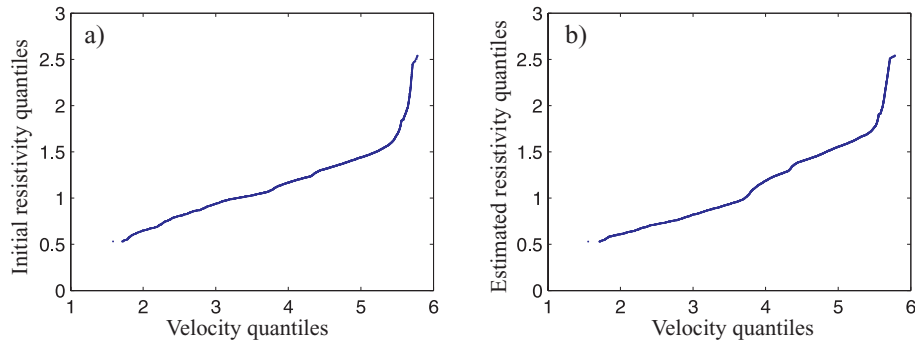 a)
Initial resistivity quantiles
3
2.5
2
1.5
1
0.5
0
1 2 3 4 5 6
Velocity quantiles
b)
Estimated resistivity quantiles
3
2.5
2
1.5
1
0.5
0
1 2 3 4 5 6
Velocity quantiles